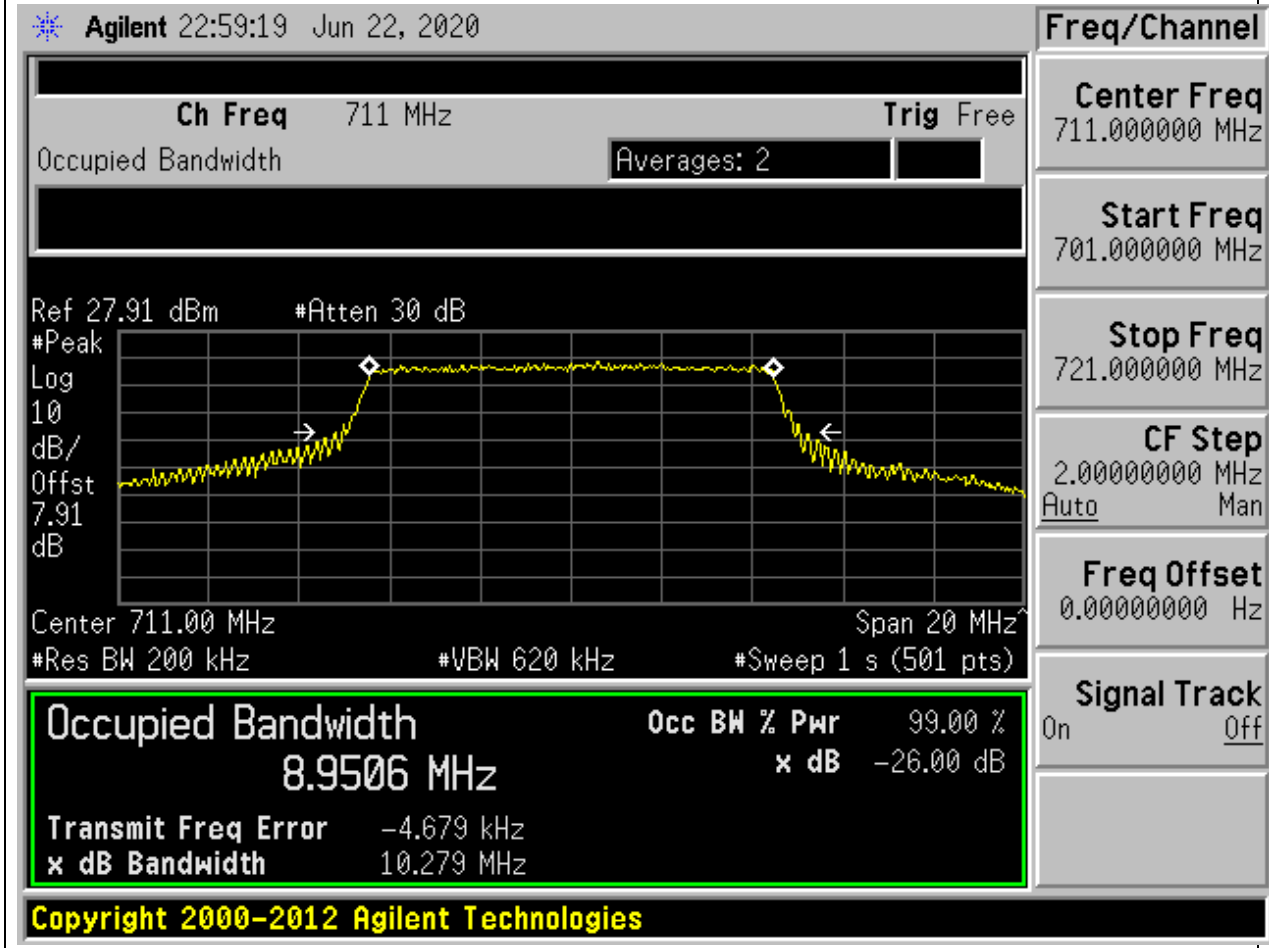 Agilent 22:59:19 Jun 22, 2020
Freq/Channel
Ch Freq 711 MHz Trig Free
Occupied Bandwidth Averages: 2
Center Freq
711.000000 MHz
Start Freq
701.000000 MHz
Stop Freq
721.000000 MHz
CF Step
2.00000000 MHz
Auto Man
Freq Offset
0.00000000 Hz
Signal Track
On Off
Ref 27.91 dBm #Atten 30 dB
#Peak
Log
10
dB/
Offst
7.91
dB
Center 711.00 MHz Span 20 MHz^
#Res BW 200 kHz #VBW 620 kHz #Sweep 1 s (501 pts)
Occupied Bandwidth Occ BW % Pwr 99.00 %
8.9506 MHz x dB -26.00 dB
Transmit Freq Error -4.679 kHz
x dB Bandwidth 10.279 MHz
Copyright 2000-2012 Agilent Technologies